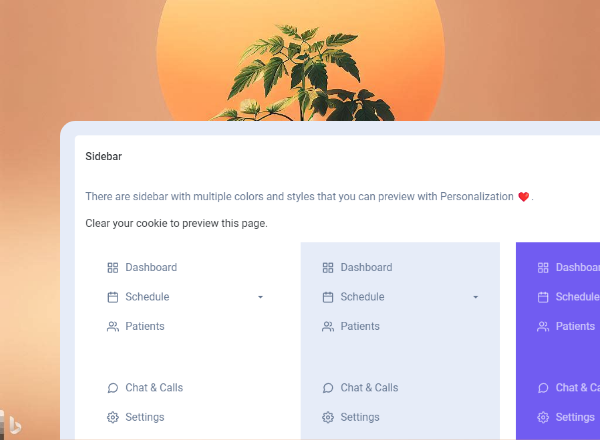 Sidebar
There are sidebar with multiple colors and styles that you can preview with Personalization ❤️.
Clear your cookie to preview this page.
Dashboard
Schedule
Patients
Chat & Calls
Settings
Dashboard
Schedule
Patients
Chat & Calls
Settings
Dashboa
Schedule
Patients
Chat & Ca
Settings